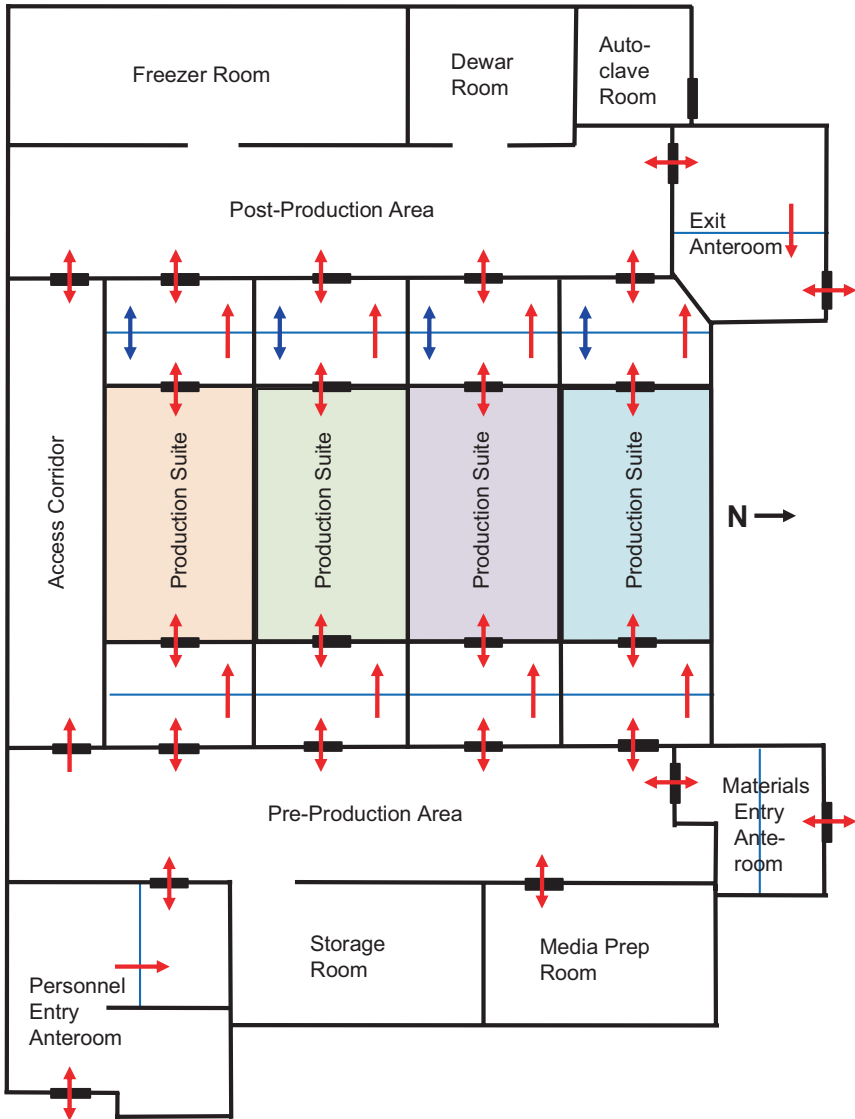 Freezer Room
Dewar
Room
Auto-
clave
Room
Post-Production Area
Exit
Anteroom
Access Corridor
Production Suite
Production Suite
Production Suite
Production Suite
N
Pre-Production Area
Materials
Entry
Ante-
room
Storage
Room
Media Prep
Room
Personnel
Entry
Anteroom